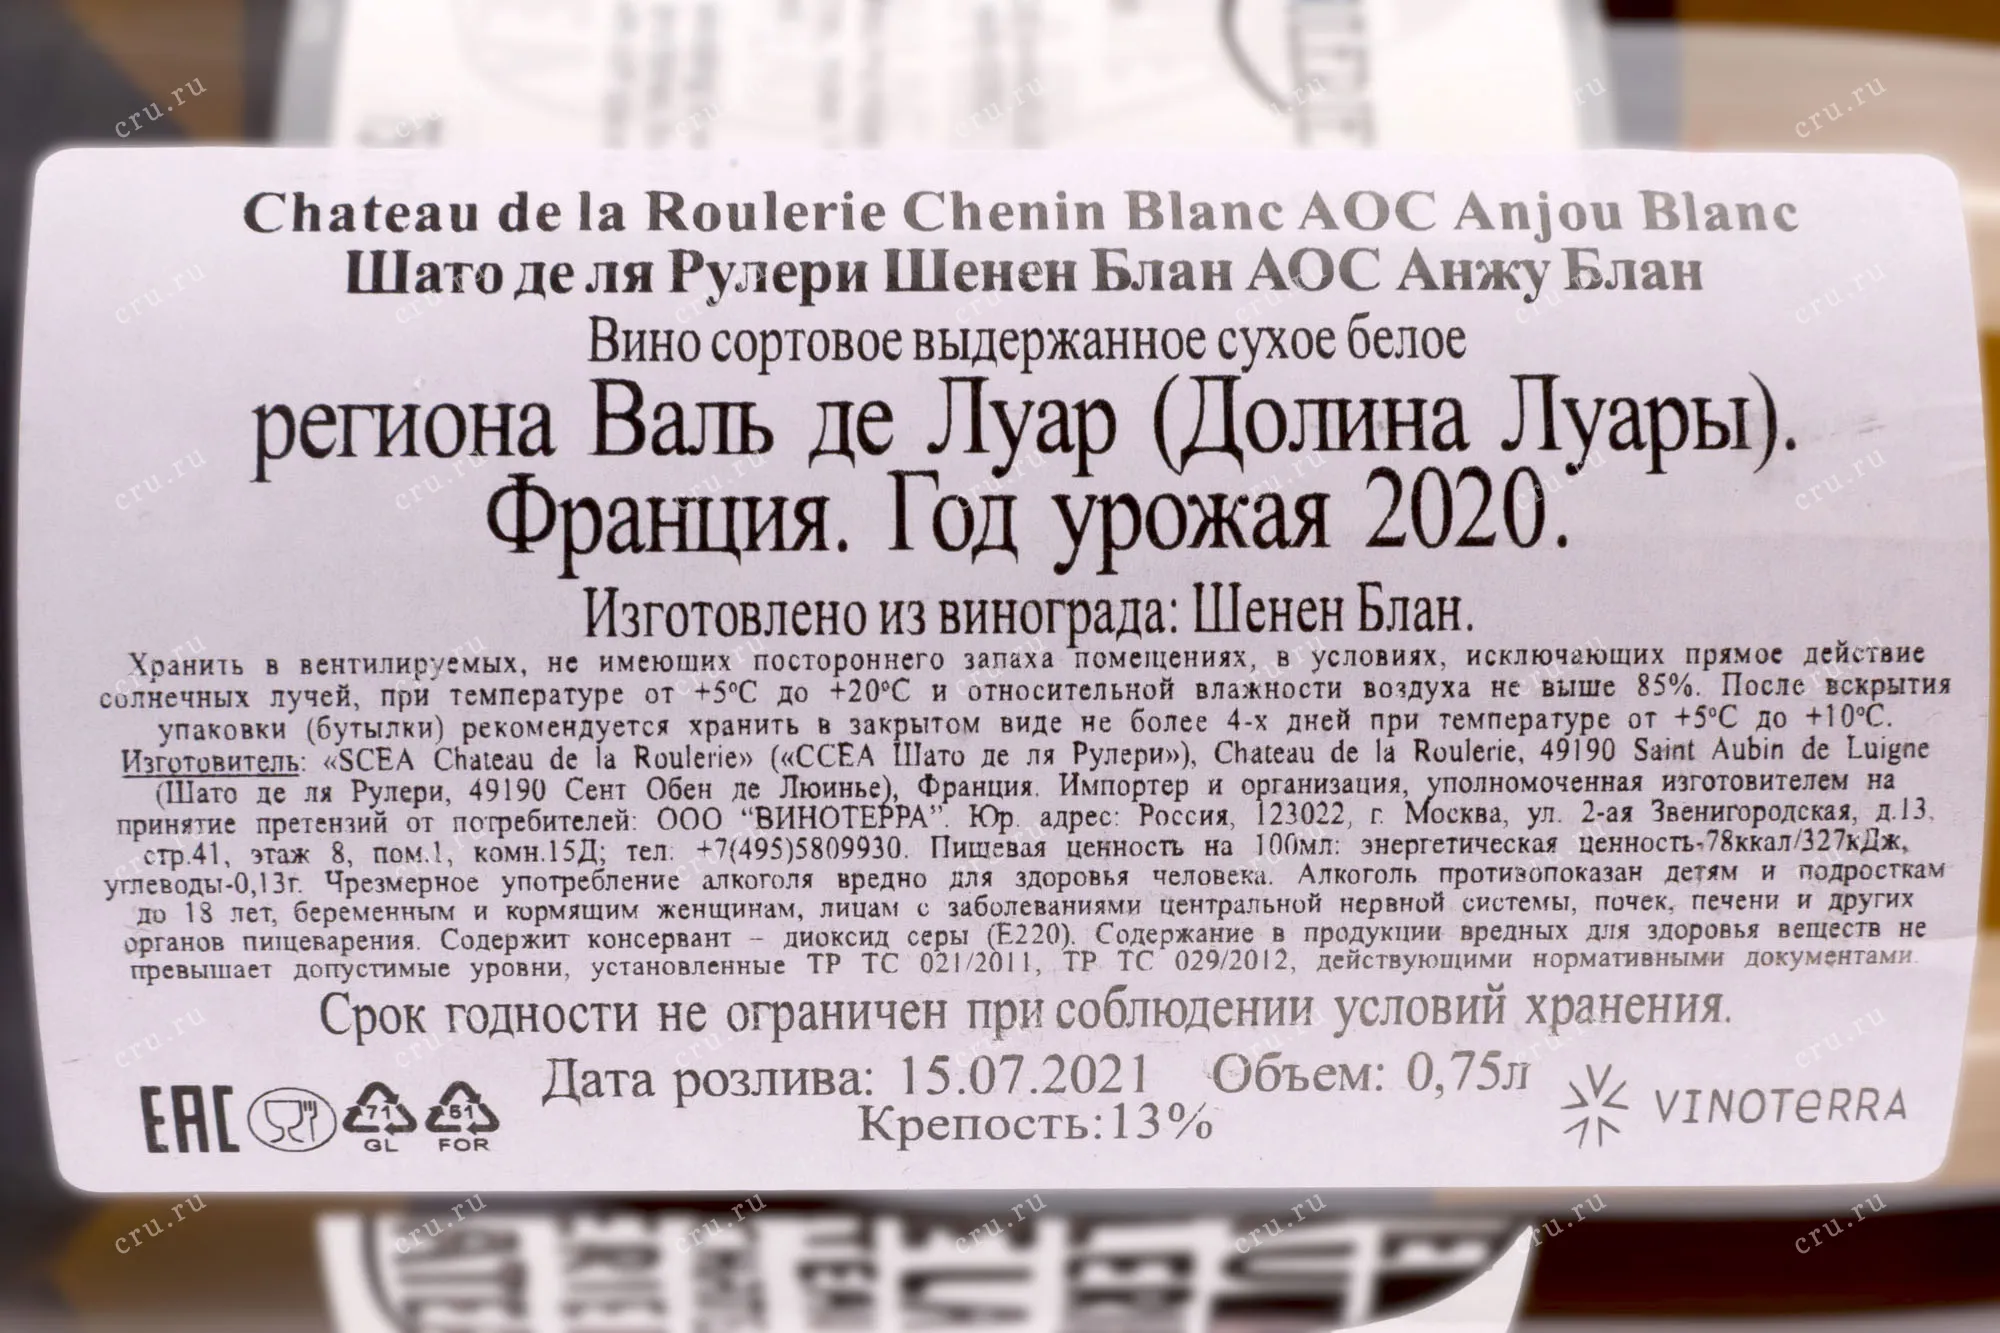 Chateau de la Roulerie Chenin Blanc AOC Anjou Blanc
Шато де ля Рулери Шенен Блан АОС Анжу Блан
Вино сортовое выдержанное сухое белое
региона Валь де Луар (Долина Луары).
Франция. Год урожая 2020.
Изготовлено из винограда: Шенен Блан.
Хранить в вентилируемых, не имеющих постороннего запаха помещениях, в условиях, исключающих прямое действие
солнечных лучей, при температуре от +5°С до +20°С и относительной влажности воздуха не выше 85%. После вскрытия
упаковки (бутылки) рекомендуется хранить в закрытом виде не более 4-х дней при температуре от +5°С до +10°С.
Изготовитель: «SCEA Chateau de la Roulerie» («ССЕА Шато де ля Рулери»), Chateau de la Roulerie, 49190 Saint Aubin de Luigne
(Шато де ля Рулери, 49190 Сент Обен де Люинье), Франция. Импортер и организация, уполномоченная изготовителем на
принятие претензий от потребителей: ООО “ВИНОТЕРРА”. Юр. адрес: Россия, 123022, г. Москва, ул. 2-ая Звенигородская, д.13,
стр.41, этаж 8, пом.1, комн.15Д; тел. +7(495)5809930. Пищевая ценность на 100мл: энергетическая ценность-78ккал/327кДж,
углеводы-0,13г. Чрезмерное употребление алкоголя вредно для здоровья человека. Алкоголь противопоказан детям и подросткам
до 18 лет, беременным и кормящим женщинам, лицам с заболеваниями центральной нервной системы, почек, печени и других
органов пищеварения. Содержит консервант – диоксид серы (Е220). Содержание в продукции вредных для здоровья веществ не
превышает допустимые уровни, установленные ТР ТС 021/2011, ТР ТС 029/2012, действующими нормативными документами.
Срок годности не ограничен при соблюдении условий хранения.
Дата розлива: 15.07.2021 Объем: 0,75л
Крепость:13%
EAC 71 GL 51 FOR
VINOTERRA
cru.ru